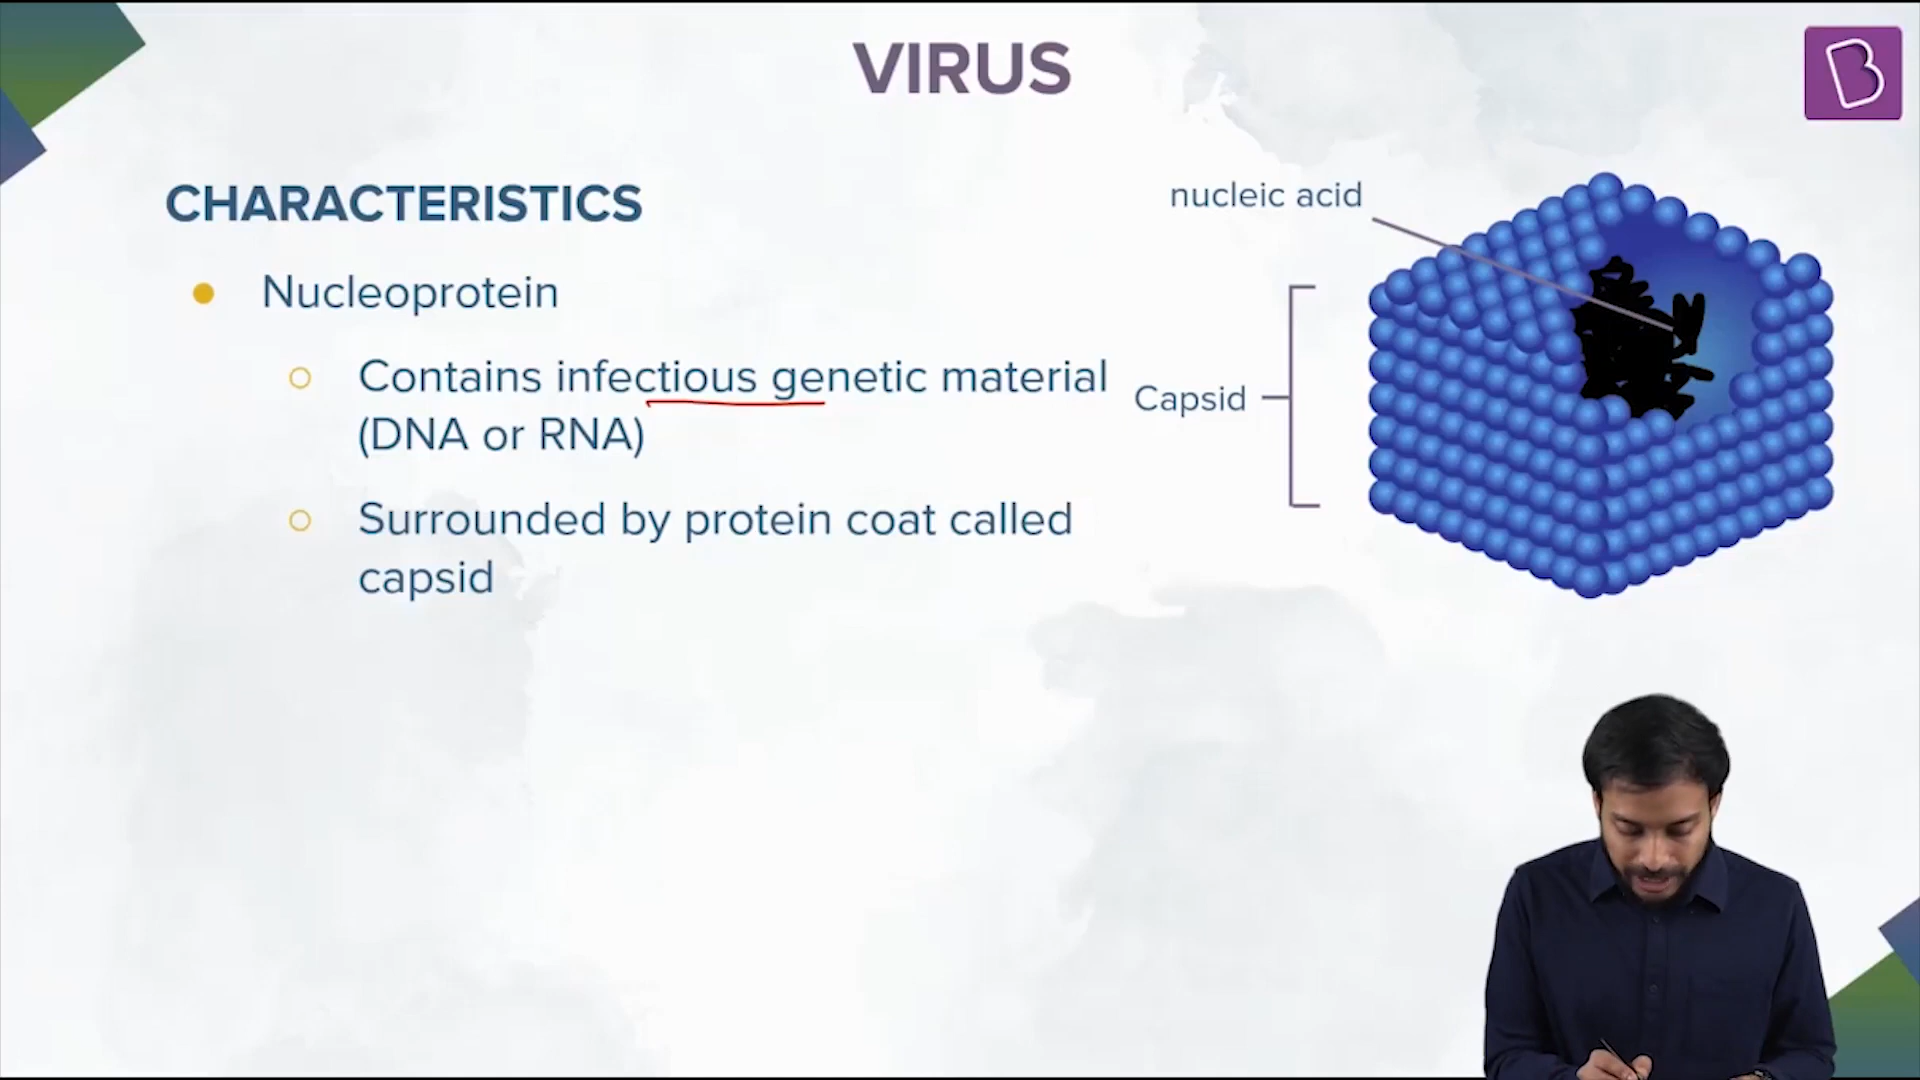 VIRUS
B
CHARACTERISTICS
nucleic acid
Nucleoprotein
Contains infectious genetic material
(DNA or RNA)
Capsid
Surrounded by protein coat called
capsid